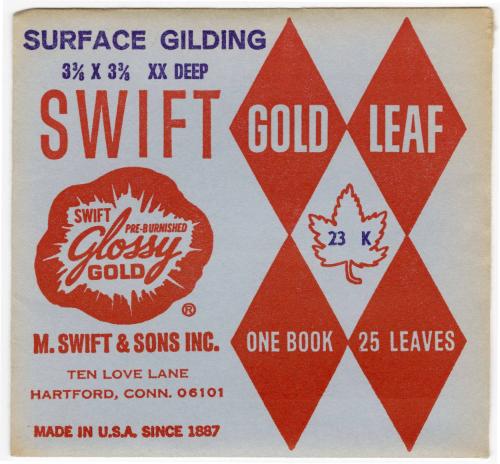 SURFACE GILDING
3⅜ X 3⅜ XX DEEP
SWIFT GOLD LEAF
SWIFT
PRE-BURNISHED
Glossy
GOLD
®
23 K
M. SWIFT & SONS INC.
ONE BOOK 25 LEAVES
TEN LOVE LANE
HARTFORD, CONN. 06101
MADE IN U.S.A. SINCE 1887